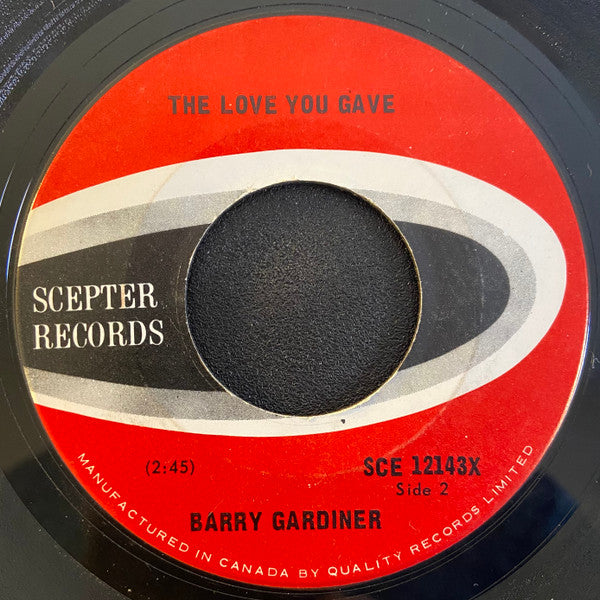 THE LOVE YOU GAVE
SCEPTER
RECORDS
(2:45)
SCE 12143X
Side 2
BARRY GARDINER
MANUFACTURED IN CANADA BY QUALITY RECORDS LIMITED